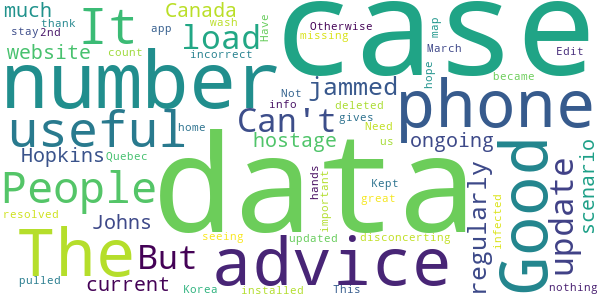 much
Canada
wash
case
It
thank
app
Otherwise
map
stay
2nd
Have
missing
load
March
website
count
incorrect
Edit
number
Not
info
jammed
deleted
hope
became
phone
useful
Can't
gives
Need
home
hostage
us
ongoing
Good
Hopkins
Quebec
data
scenario
People
hands
important
Kept
great
regularly
update
infected
resolved
Johns
The
But
seeing
updated
disconcerting
advice
pulled
current
Korea
installed
This
nothing